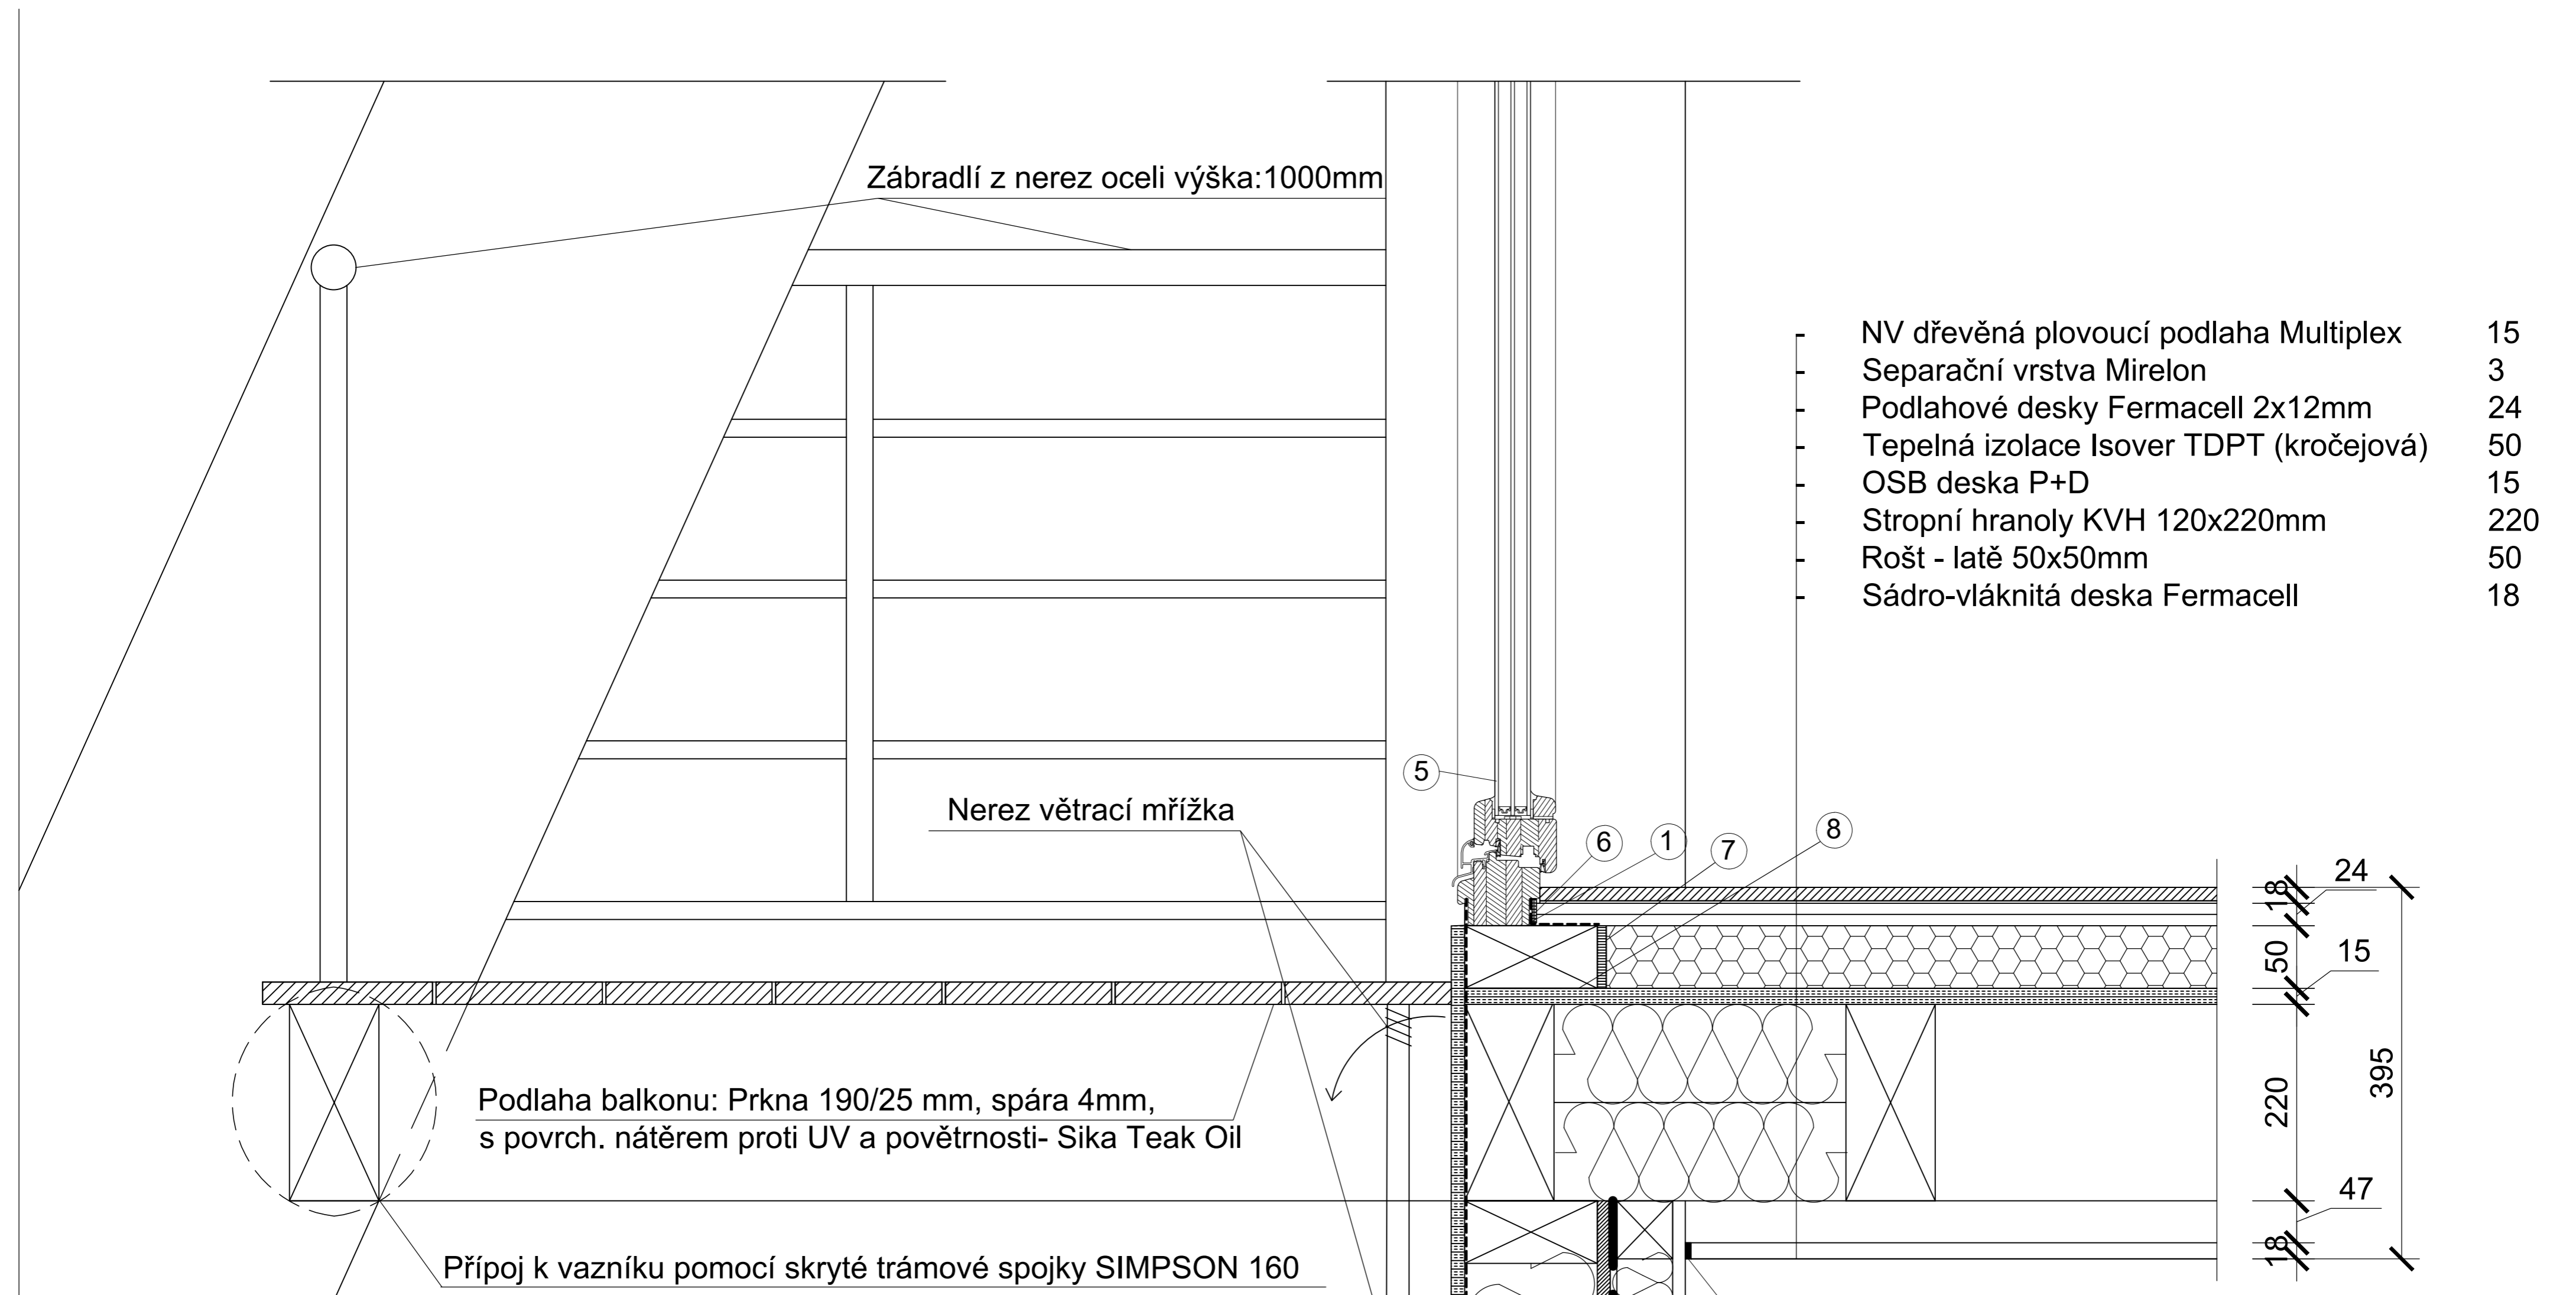 Zábradlí z nerez oceli výška:1000mm
NV dřevěná plovoucí podlaha Multiplex 15
Separační vrstva Mirelon 3
Podlahové desky Fermacell 2x12mm 24
Tepelná izolace Isover TDPT (kročejová) 50
OSB deska P+D 15
Stropní hranoly KVH 120x220mm 220
Rošt - latě 50x50mm 50
Sádro-vláknitá deska Fermacell 18
5
Nerez větrací mřížka
6
1
7
8
18
24
50
15
220
395
47
18
Podlaha balkonu: Prkna 190/25 mm, spára 4mm,
s povrch. nátěrem proti UV a povětrnosti- Sika Teak Oil
Přípoj k vazníku pomocí skryté trámové spojky SIMPSON 160